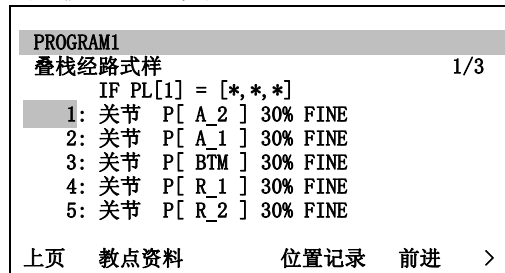 PROGRAM1
叠栈经路式样 1/3
IF PL[1] = [*,*,*]
1: 关节 P[ A_2 ] 30% FINE
2: 关节 P[ A_1 ] 30% FINE
3: 关节 P[ BTM ] 30% FINE
4: 关节 P[ R_1 ] 30% FINE
5: 关节 P[ R_2 ] 30% FINE
上页 教点资料 位置记录 前进 >